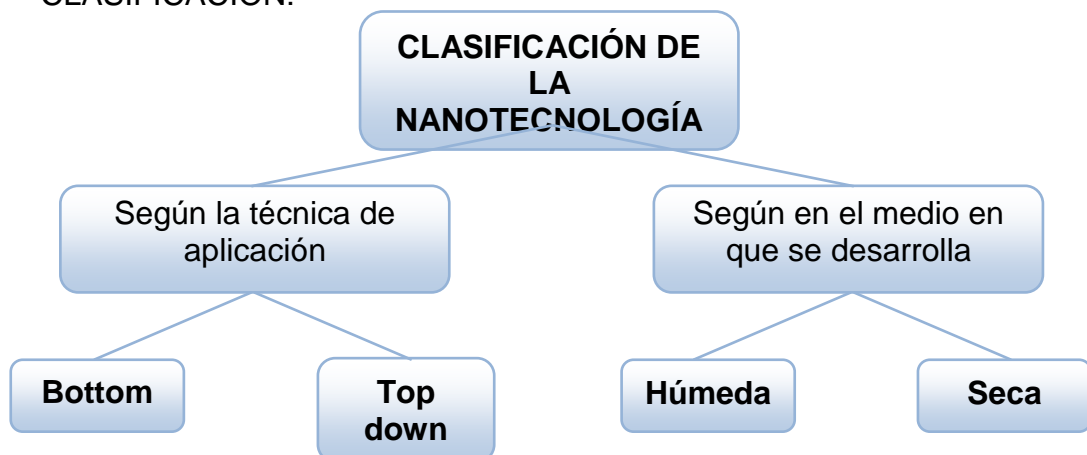 CLASIFICACIÓN:
CLASIFICACIÓN DE
LA
NANOTECNOLOGÍA
Según la técnica de
aplicación
Según en el medio en
que se desarrolla
Bottom
Top
down
Húmeda
Seca